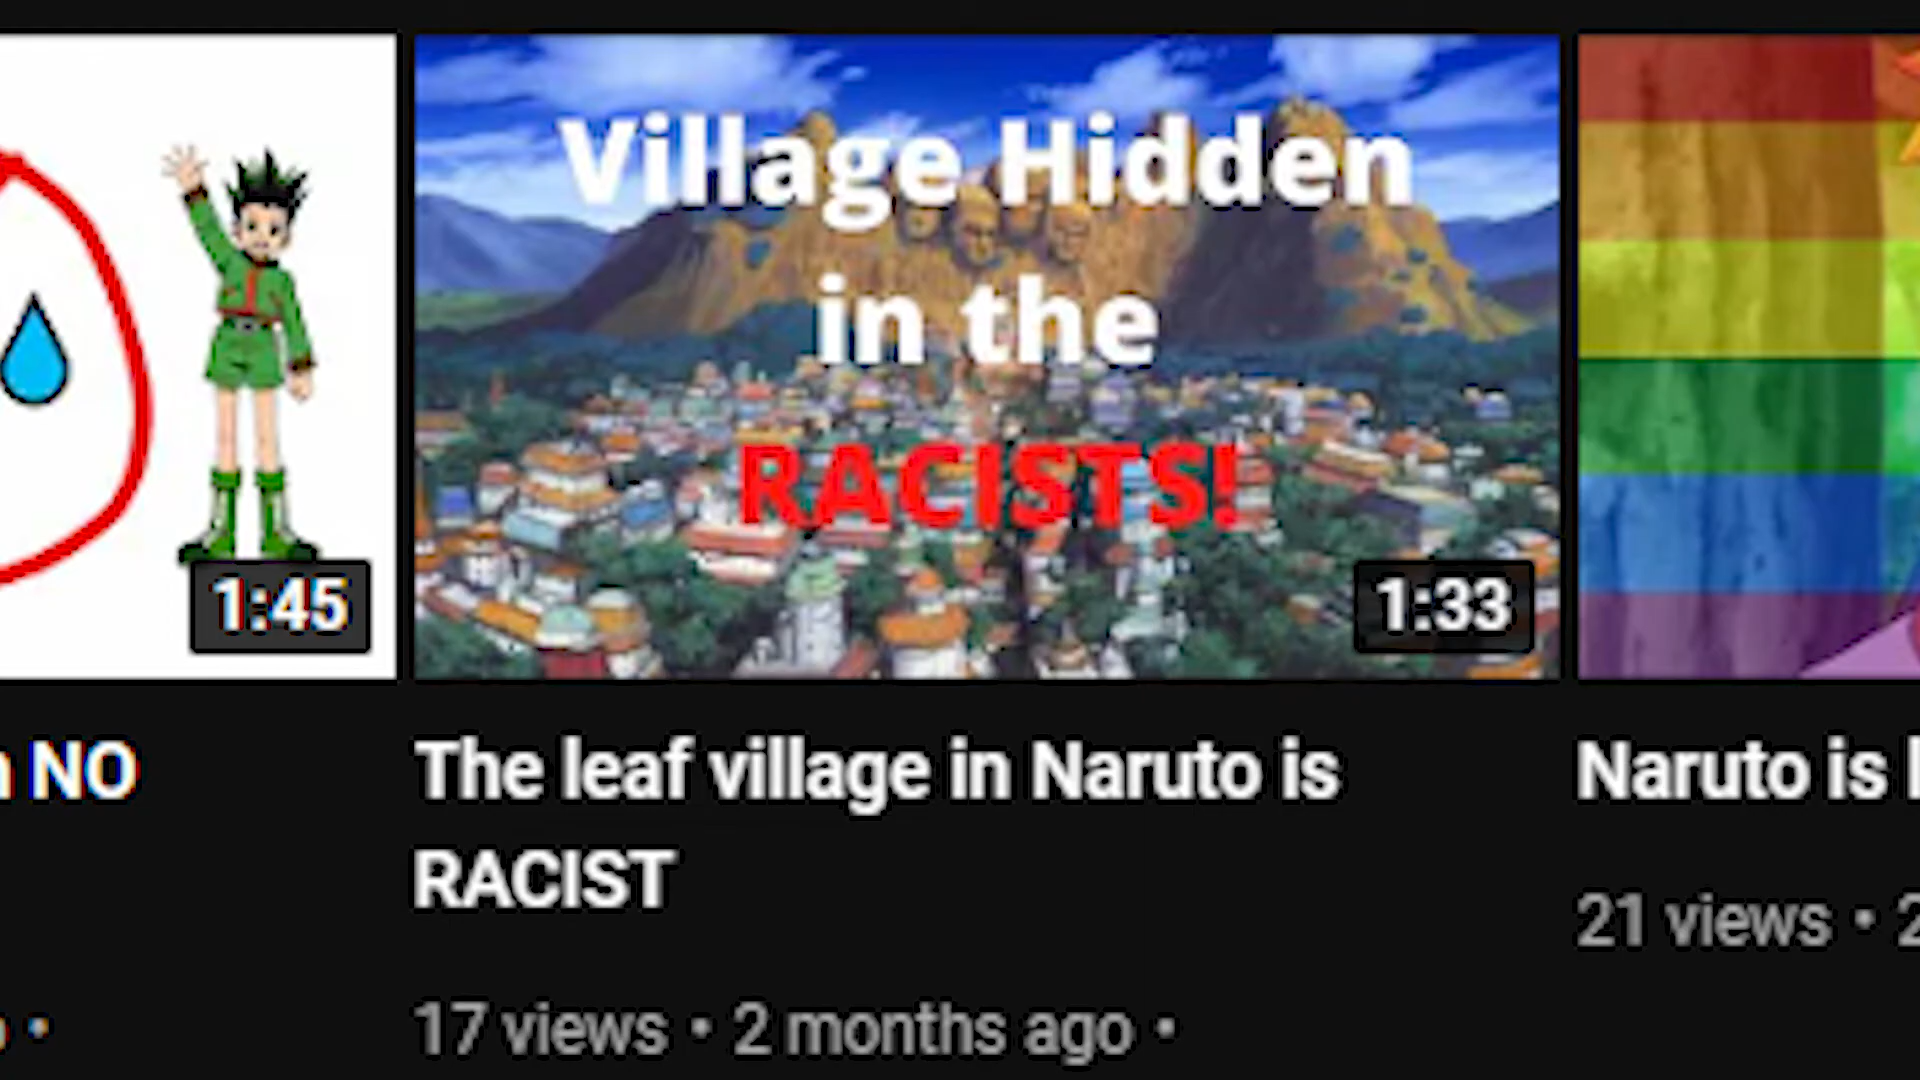 Village Hidden
in the
RACISTS!
1:45
1:33
NO
The leaf village in Naruto is
RACIST
17 views • 2 months ago •
Naruto is
21 views •